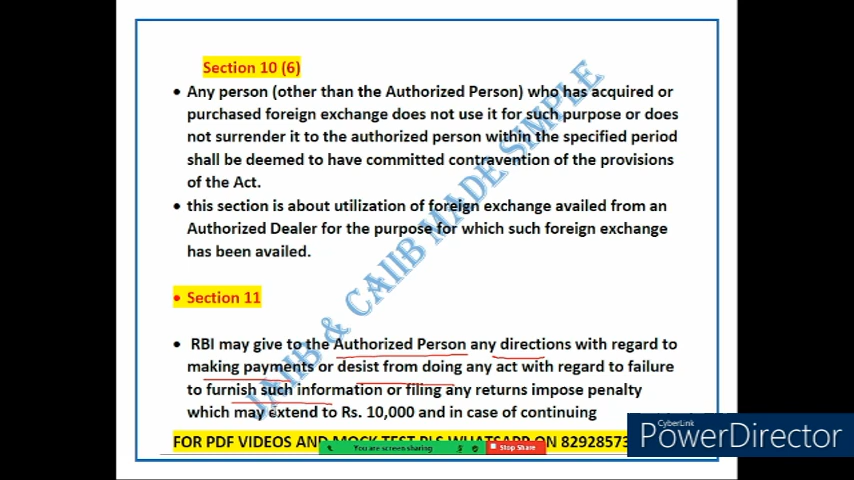 Section 10 (6)
• Any person (other than the Authorized Person) who has acquired or
purchased foreign exchange does not use it for such purpose or does
not surrender it to the authorized person within the specified period
shall be deemed to have committed contravention of the provisions
of the Act.
• this section is about utilization of foreign exchange availed from an
Authorized Dealer for the purpose for which such foreign exchange
has been availed.
• Section 11
• RBI may give to the Authorized Person any directions with regard to
making payments or desist from doing any act with regard to failure
to furnish such information or filing any returns impose penalty
which may extend to Rs. 10,000 and in case of continuing
FOR PDF VIDEOS AND MOCK TEST PLS WHATSAPP ON 82928573
You are screen sharing
Stop Share
JAIIB & CAIIB MADE SIMPLE
CyberLink
PowerDirector